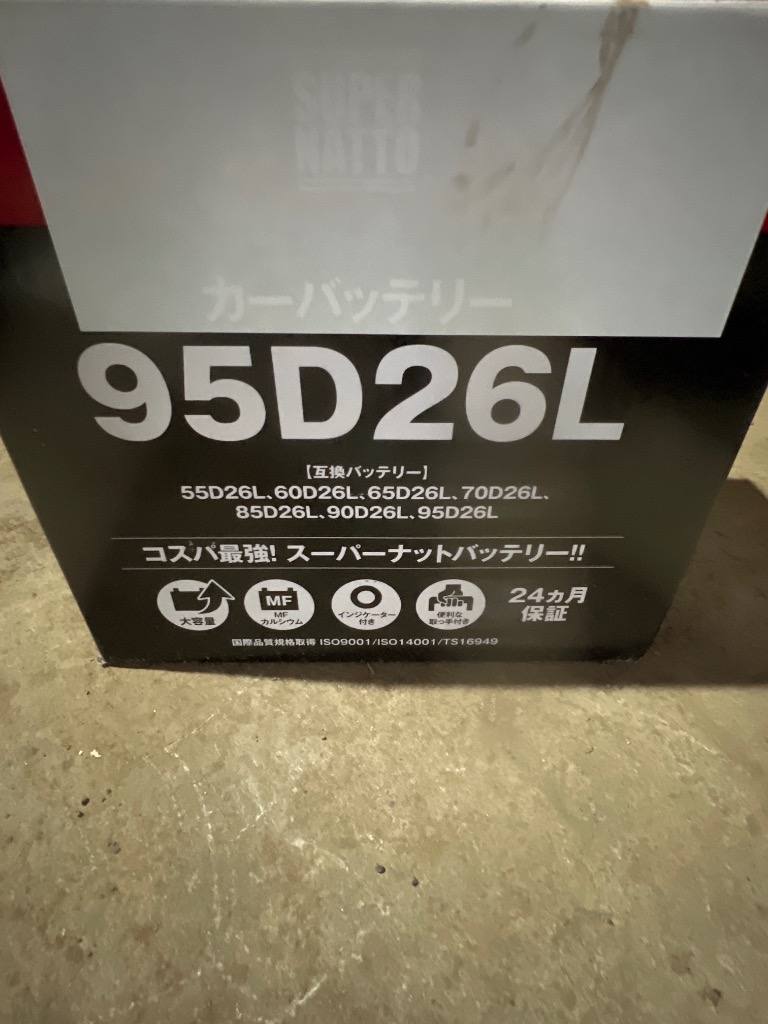 SUPER
NATTO
カーバッテリー
95D26L
【互換バッテリー】
55D26L、60D26L、65D26L、70D26L、
85D26L、90D26L、95D26L
コスパ最強! スーパーナットバッテリー!!
大容量
MF
MF
カルシウム
インジケーター
付き
便利な
取っ手付き
24ヵ月
保証
国際品質規格取得 ISO9001/ISO14001/TS16949